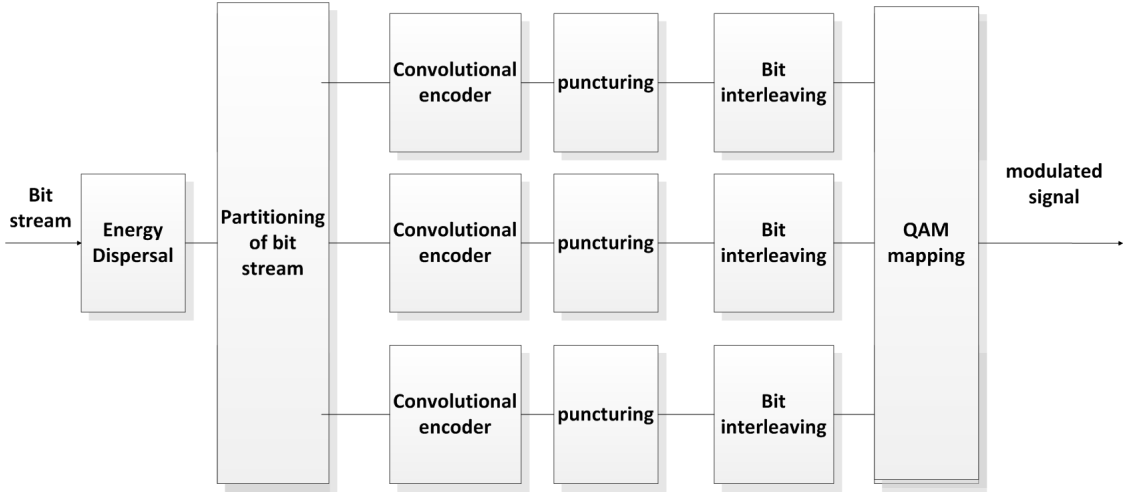 Bit
stream
Energy
Dispersal
Partitioning
of bit
stream
Convolutional
encoder
puncturing
Bit
interleaving
Convolutional
encoder
puncturing
Bit
interleaving
Convolutional
encoder
puncturing
Bit
interleaving
QAM
mapping
modulated
signal